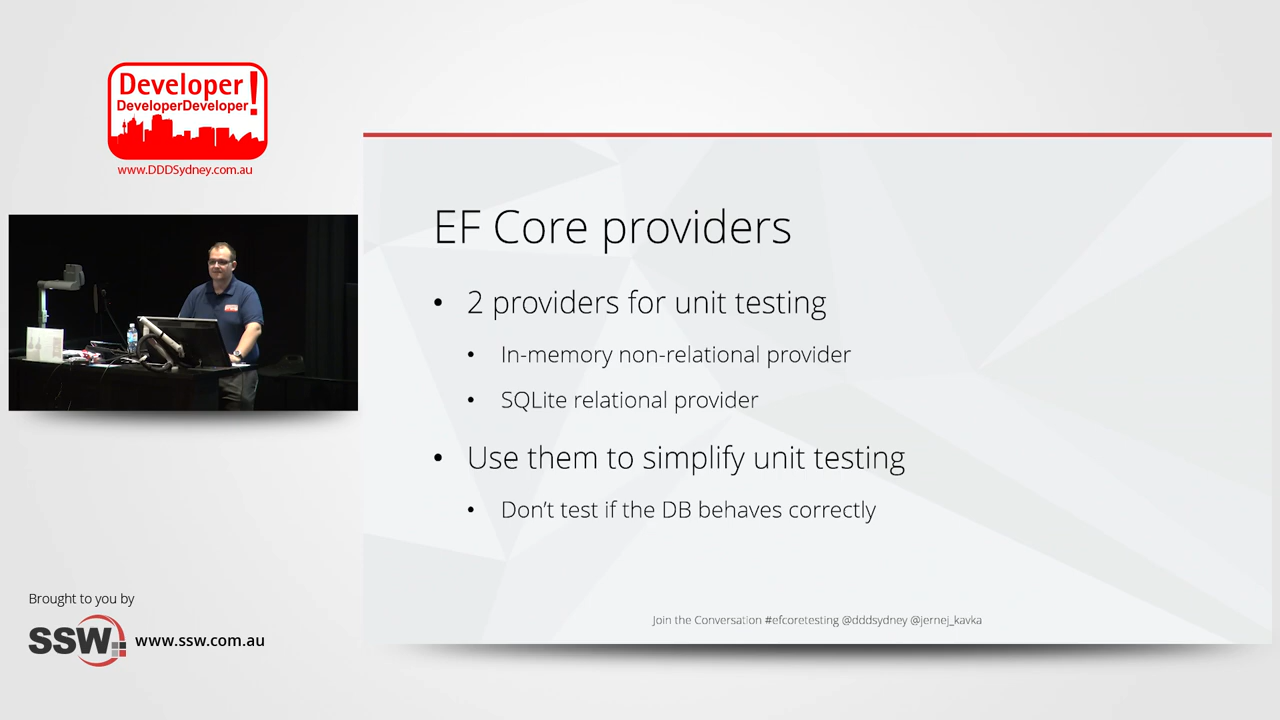 Developer!
DeveloperDeveloper
www.DDDSydney.com.au
EF Core providers
• 2 providers for unit testing
• In-memory non-relational provider
• SQLite relational provider
• Use them to simplify unit testing
• Don’t test if the DB behaves correctly
Join the Conversation #efcoretesting @dddsydney @jernej_kavka
Brought to you by
SSW
www.ssw.com.au